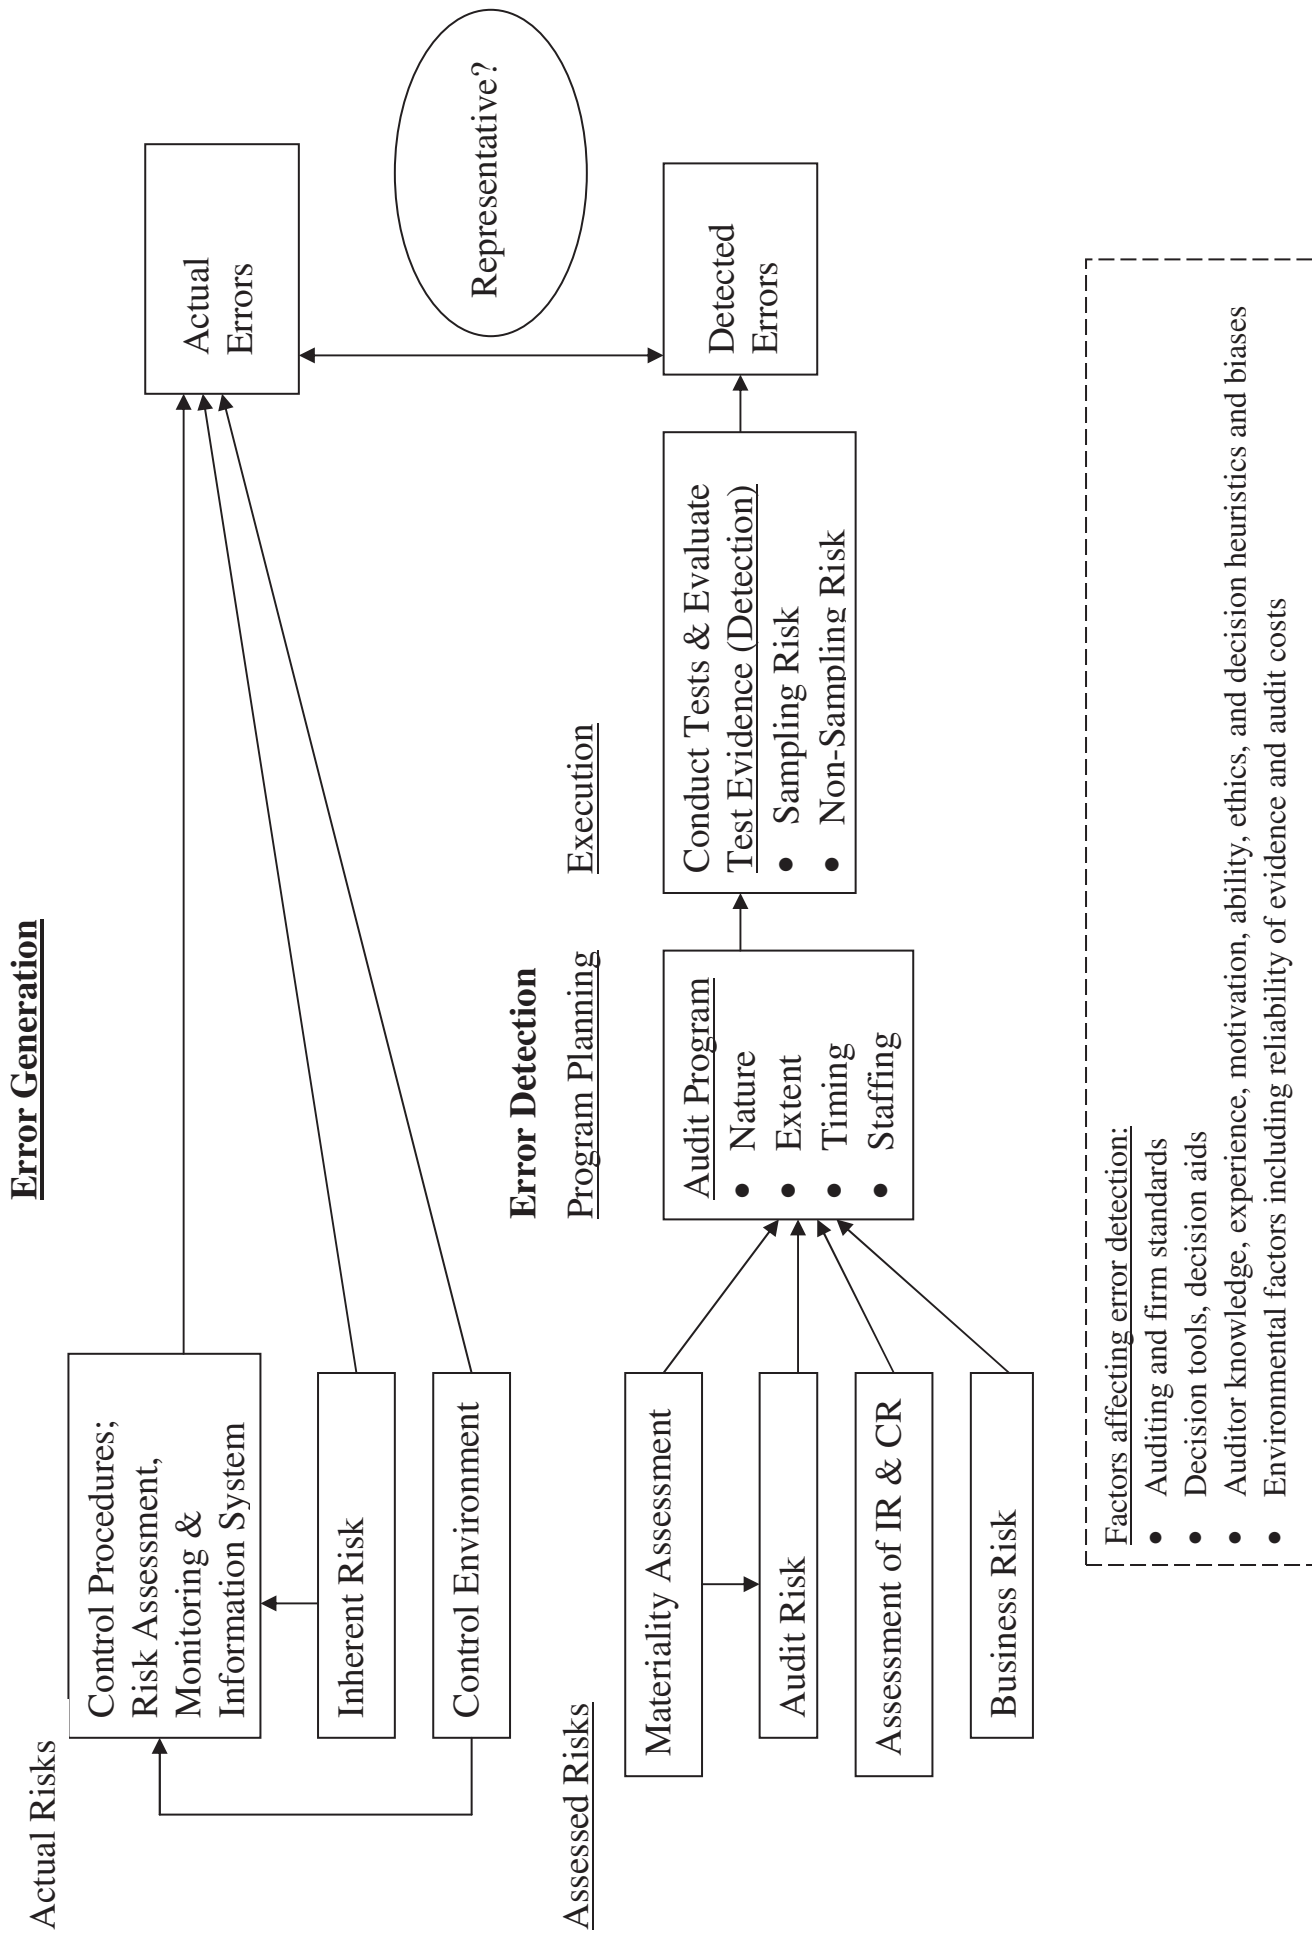 Error Generation
Actual Risks
Control Procedures;
Risk Assessment,
Monitoring &
Information System
Inherent Risk
Control Environment
Actual
Errors
Representative?
Error Detection
Assessed Risks
Program Planning
Execution
Materiality Assessment
Audit Risk
Assessment of IR & CR
Business Risk
Audit Program
• Nature
• Extent
• Timing
• Staffing
Conduct Tests & Evaluate
Test Evidence (Detection)
• Sampling Risk
• Non-Sampling Risk
Detected
Errors
Factors affecting error detection:
• Auditing and firm standards
• Decision tools, decision aids
• Auditor knowledge, experience, motivation, ability, ethics, and decision heuristics and biases
• Environmental factors including reliability of evidence and audit costs